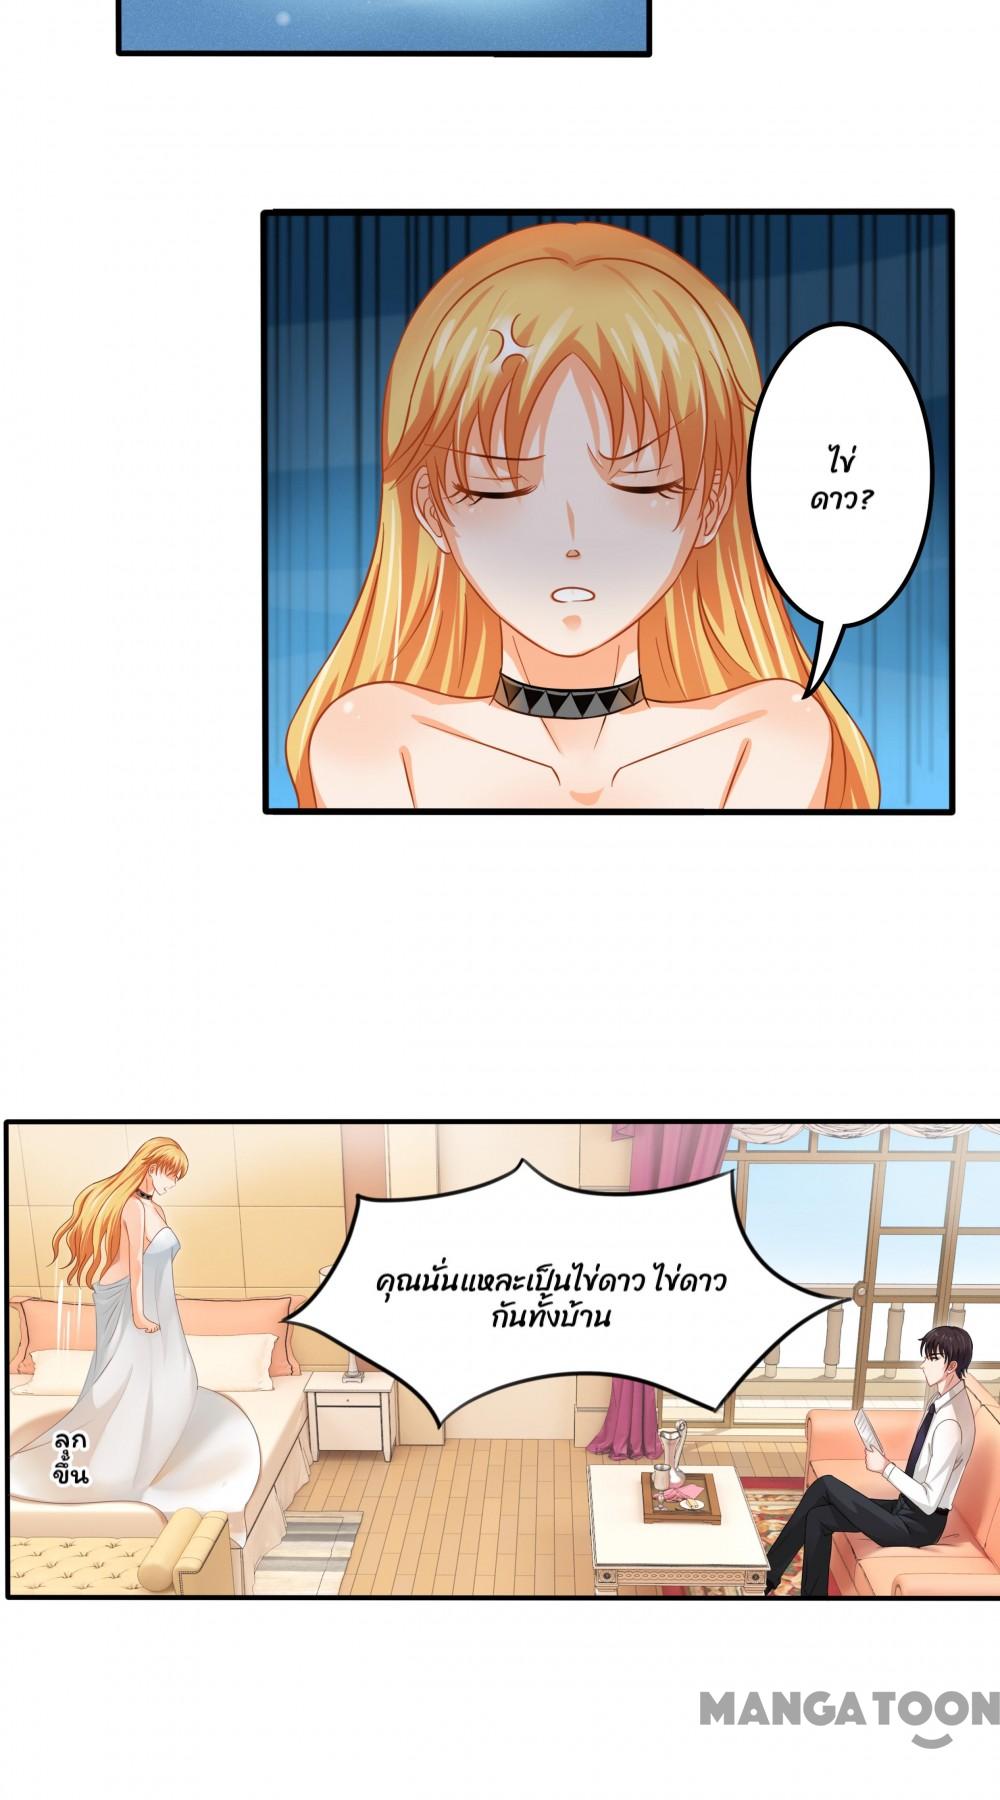 ไข่
ดาว?
คุณนั่นแหละเป็นไข่ดาว ไข่ดาว
กันทั้งบ้าน
ลุก
ขึ้น
MANGATOON